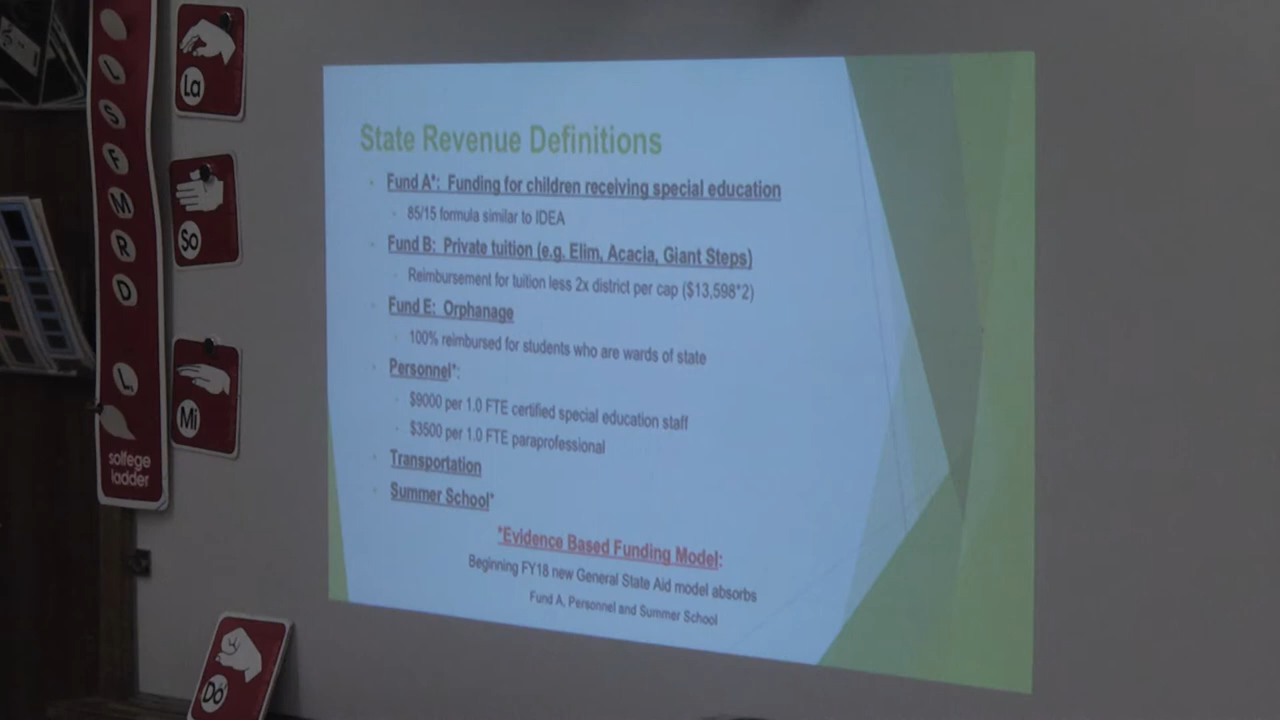 L
S
F
M
R
D
L
solfege
ladder
La
So
Mi
Do
State Revenue Definitions
Fund A*: Funding for children receiving special education
85/15 formula similar to IDEA
Fund B: Private tuition (e.g. Elim, Acacia, Giant Steps)
Reimbursement for tuition less 2x district per cap ($13,598*2)
Fund E: Orphanage
100% reimbursed for students who are wards of state
Personnel*:
$9000 per 1.0 FTE certified special education staff
$3500 per 1.0 FTE paraprofessional
Transportation
Summer School*
*Evidence Based Funding Model:
Beginning FY18 new General State Aid model absorbs
Fund A, Personnel and Summer School